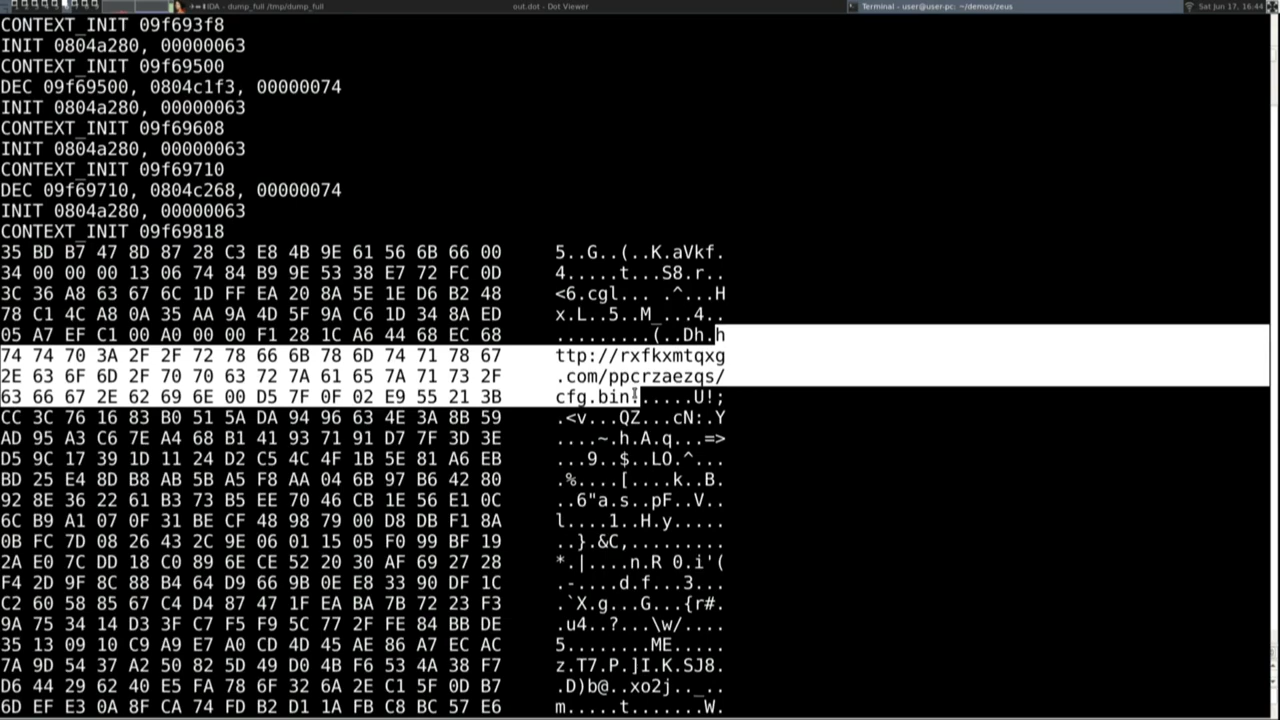 IDA - dump_full /tmp/dump_full out.dot - Dot Viewer Terminal - user@user-pc: ~/demos/zeus Sat Jun 17, 16:44
CONTEXT_INIT 09f693f8
INIT 0804a280, 00000063
CONTEXT_INIT 09f69500
DEC 09f69500, 0804c1f3, 00000074
INIT 0804a280, 00000063
CONTEXT_INIT 09f69608
INIT 0804a280, 00000063
CONTEXT_INIT 09f69710
DEC 09f69710, 0804c268, 00000074
INIT 0804a280, 00000063
CONTEXT_INIT 09f69818
35 BD B7 47 8D 87 28 C3 E8 4B 9E 61 56 6B 66 00 5..G..(..K.aVkf.
34 00 00 00 13 06 74 84 B9 9E 53 38 E7 72 FC 0D 4.....t...S8.r..
3C 36 A8 63 67 6C 1D FF EA 20 8A 5E 1E D6 B2 48 <6.cgl... .^...H
78 C1 4C A8 0A 35 AA 9A 4D 5F 9A C6 1D 34 8A ED x.L..5..M_...4..
05 A7 EF C1 00 A0 00 00 F1 28 1C A6 44 68 EC 68 .........(..Dh.h
74 74 70 3A 2F 2F 72 78 66 6B 78 6D 74 71 78 67 ttp://rxfkxmtqxg
2E 63 6F 6D 2F 70 70 63 72 7A 61 65 7A 71 73 2F .com/ppcrzaezqs/
63 66 67 2E 62 69 6E 00 D5 7F 0F 02 E9 55 21 3B cfg.bin......U!;
CC 3C 76 16 83 B0 51 5A DA 94 96 63 4E 3A 8B 59 .<v...QZ...cN:.Y
AD 95 A3 C6 7E A4 68 B1 41 93 71 91 D7 7F 3D 3E ....~.h.A.q...=>
D5 9C 17 39 1D 11 24 D2 C5 4C 4F 1B 5E 81 A6 EB ...9..$..LO.^...
BD 25 E4 8D B8 AB 5B A5 F8 AA 04 6B 97 B6 42 80 .%....[....k..B.
92 8E 36 22 61 B3 73 B5 EE 70 46 CB 1E 56 E1 0C ..6"a.s..pF..V..
6C B9 A1 07 0F 31 BE CF 48 98 79 00 D8 DB F1 8A l....1..H.y.....
0B FC 7D 08 26 43 2C 9E 06 01 15 05 F0 99 BF 19 ..}.&C,.........
2A E0 7C DD 18 C0 89 6E CE 52 20 30 AF 69 27 28 *.|....n.R 0.i'(
F4 2D 9F 8C 88 B4 64 D9 66 9B 0E E8 33 90 DF 1C .-....d.f...3...
C2 60 58 85 67 C4 D4 87 47 1F EA BA 7B 72 23 F3 .`X.g...G...{r#.
9A 75 34 14 D3 3F C7 F5 F9 5C 77 2F FE 84 BB DE .u4..?...\w/....
35 13 09 10 C9 A9 E7 A0 CD 4D 45 AE 86 A7 EC AC 5........ME.....
7A 9D 54 37 A2 50 82 5D 49 D0 4B F6 53 4A 38 F7 z.T7.P.]I.K.SJ8.
D6 44 29 62 40 E5 FA 78 6F 32 6A 2E C1 5F 0D B7 .D)b@..xo2j.._..
6D EF E3 0A 8F CA 74 FD B2 D1 1A FB C8 BC 57 E6 m.....t.......W.